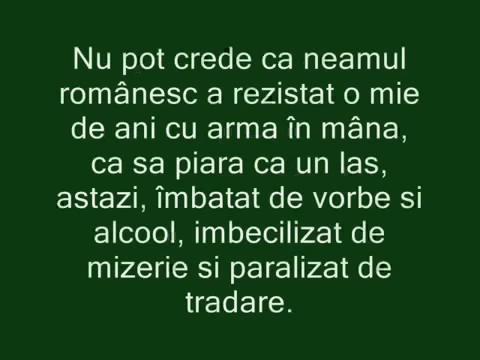 Nu pot crede ca neamul
românesc a rezistat o mie
de ani cu arma în mâna,
ca sa piara ca un las,
astazi, îmbatat de vorbe si
alcool, imbecilizat de
mizerie si paralizat de
tradare.